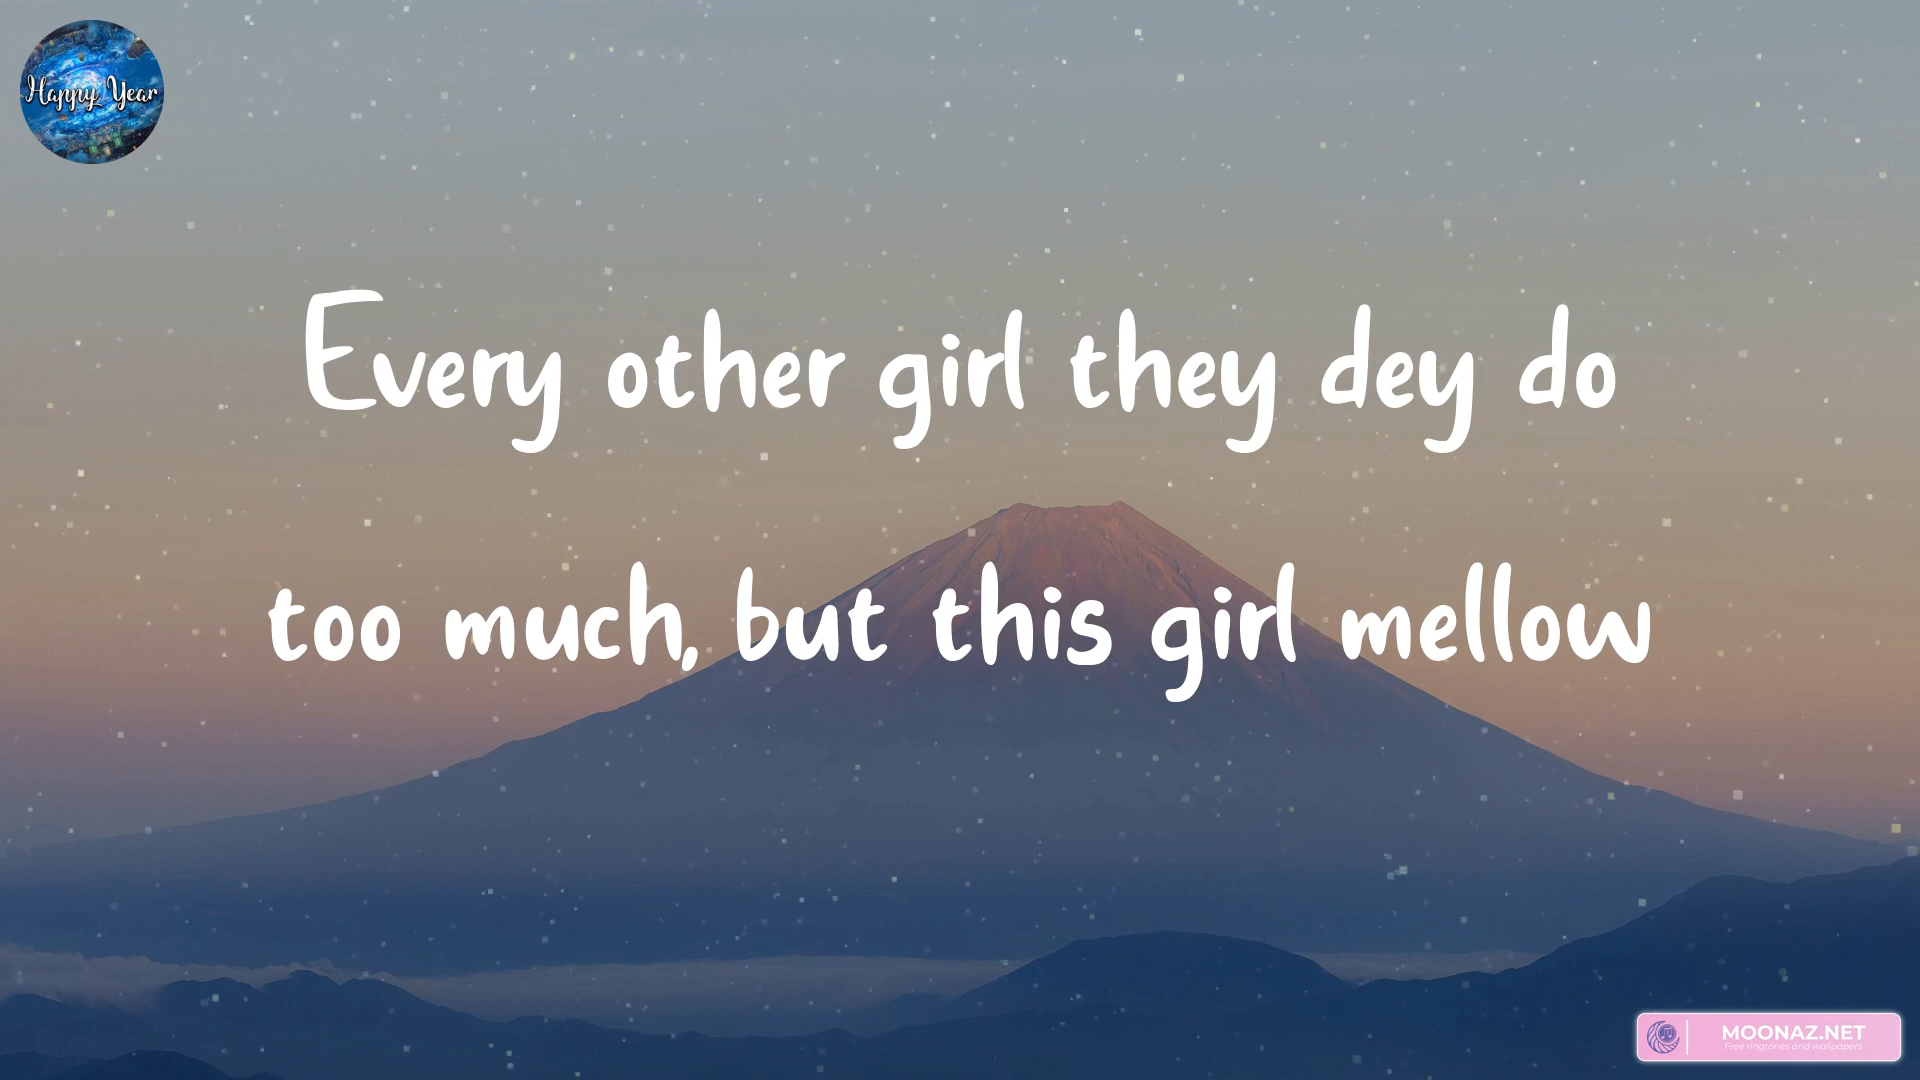 Happy Year
Every other girl they dey do
too much, but this girl mellow
MOONAZ.NET
Free ringtones and wallpapers